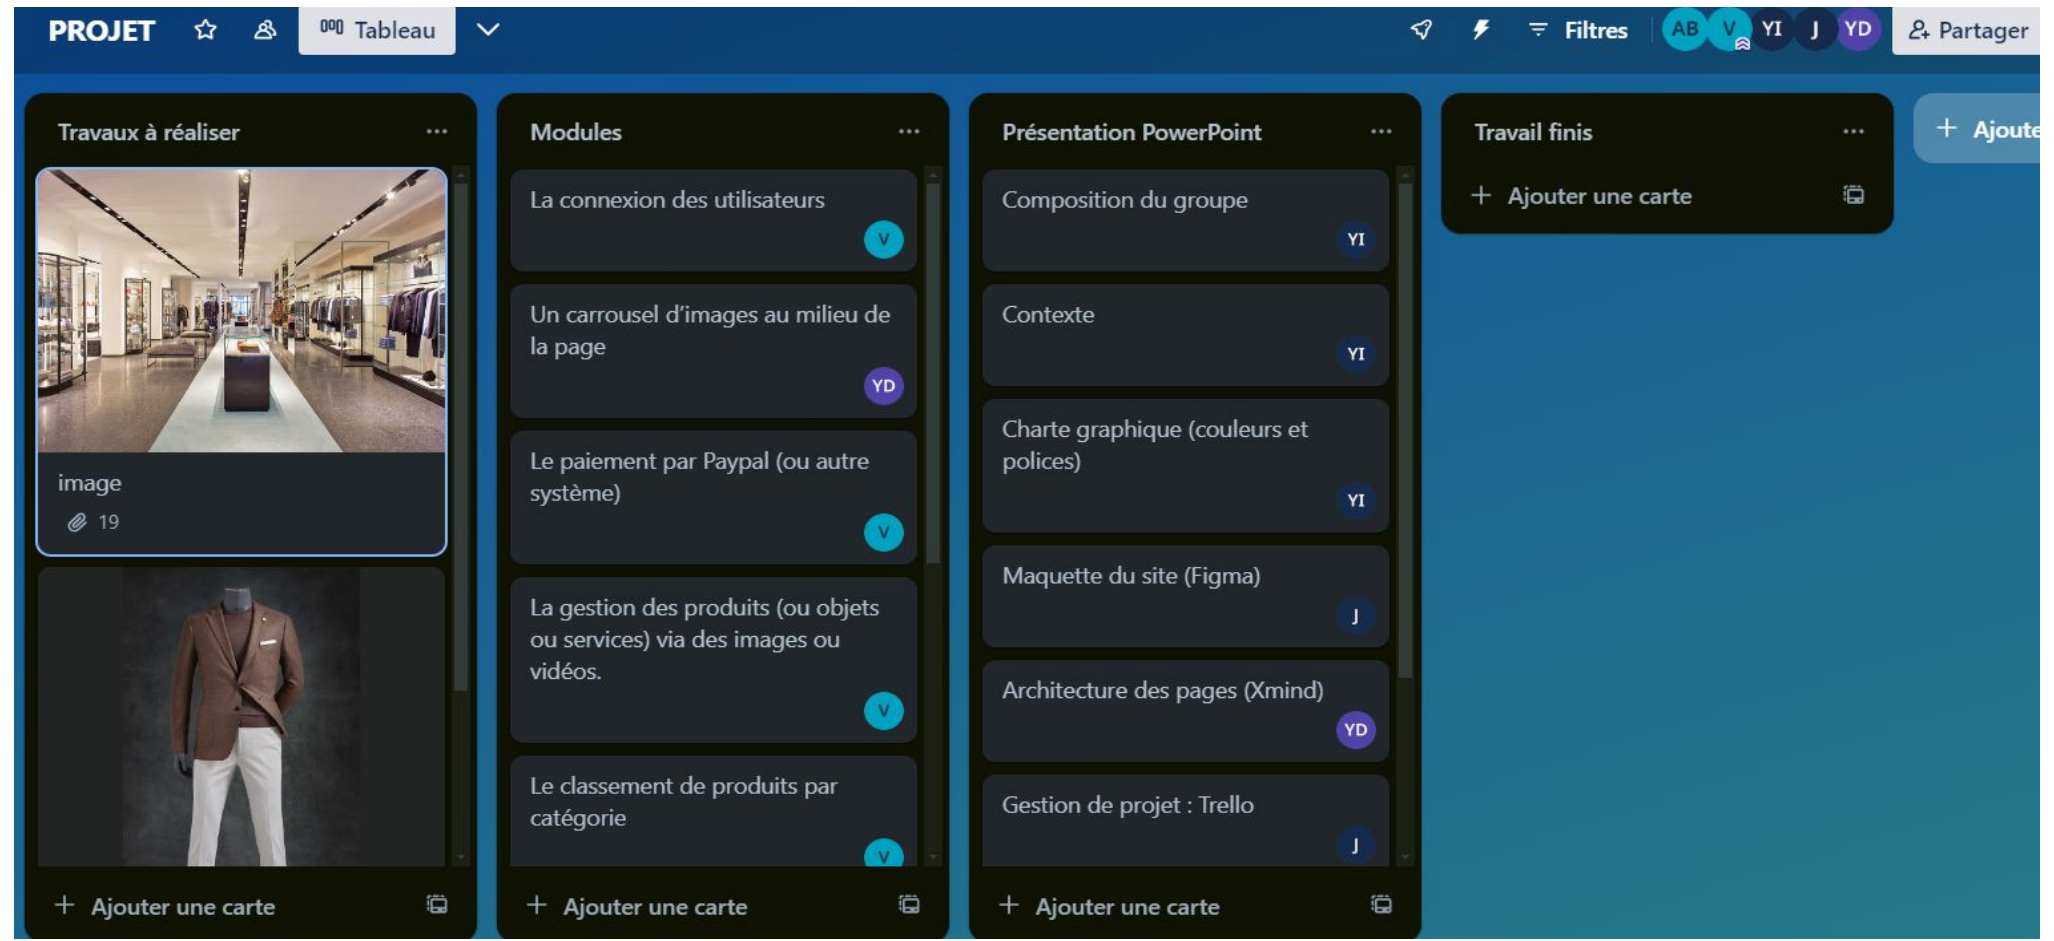 PROJET
Tableau
Filtres
AB
V
YI
J
YD
Partager
Travaux à réaliser
image
19
Ajouter une carte
Modules
La connexion des utilisateurs
V
Un carrousel d'images au milieu de
la page
YD
Le paiement par Paypal (ou autre
système)
V
La gestion des produits (ou objets
ou services) via des images ou
vidéos.
V
Le classement de produits par
catégorie
V
Ajouter une carte
Présentation PowerPoint
Composition du groupe
YI
Contexte
YI
Charte graphique (couleurs et
polices)
YI
Maquette du site (Figma)
J
Architecture des pages (Xmind)
YD
Gestion de projet : Trello
J
Ajouter une carte
Travail finis
Ajouter une carte
Ajoute